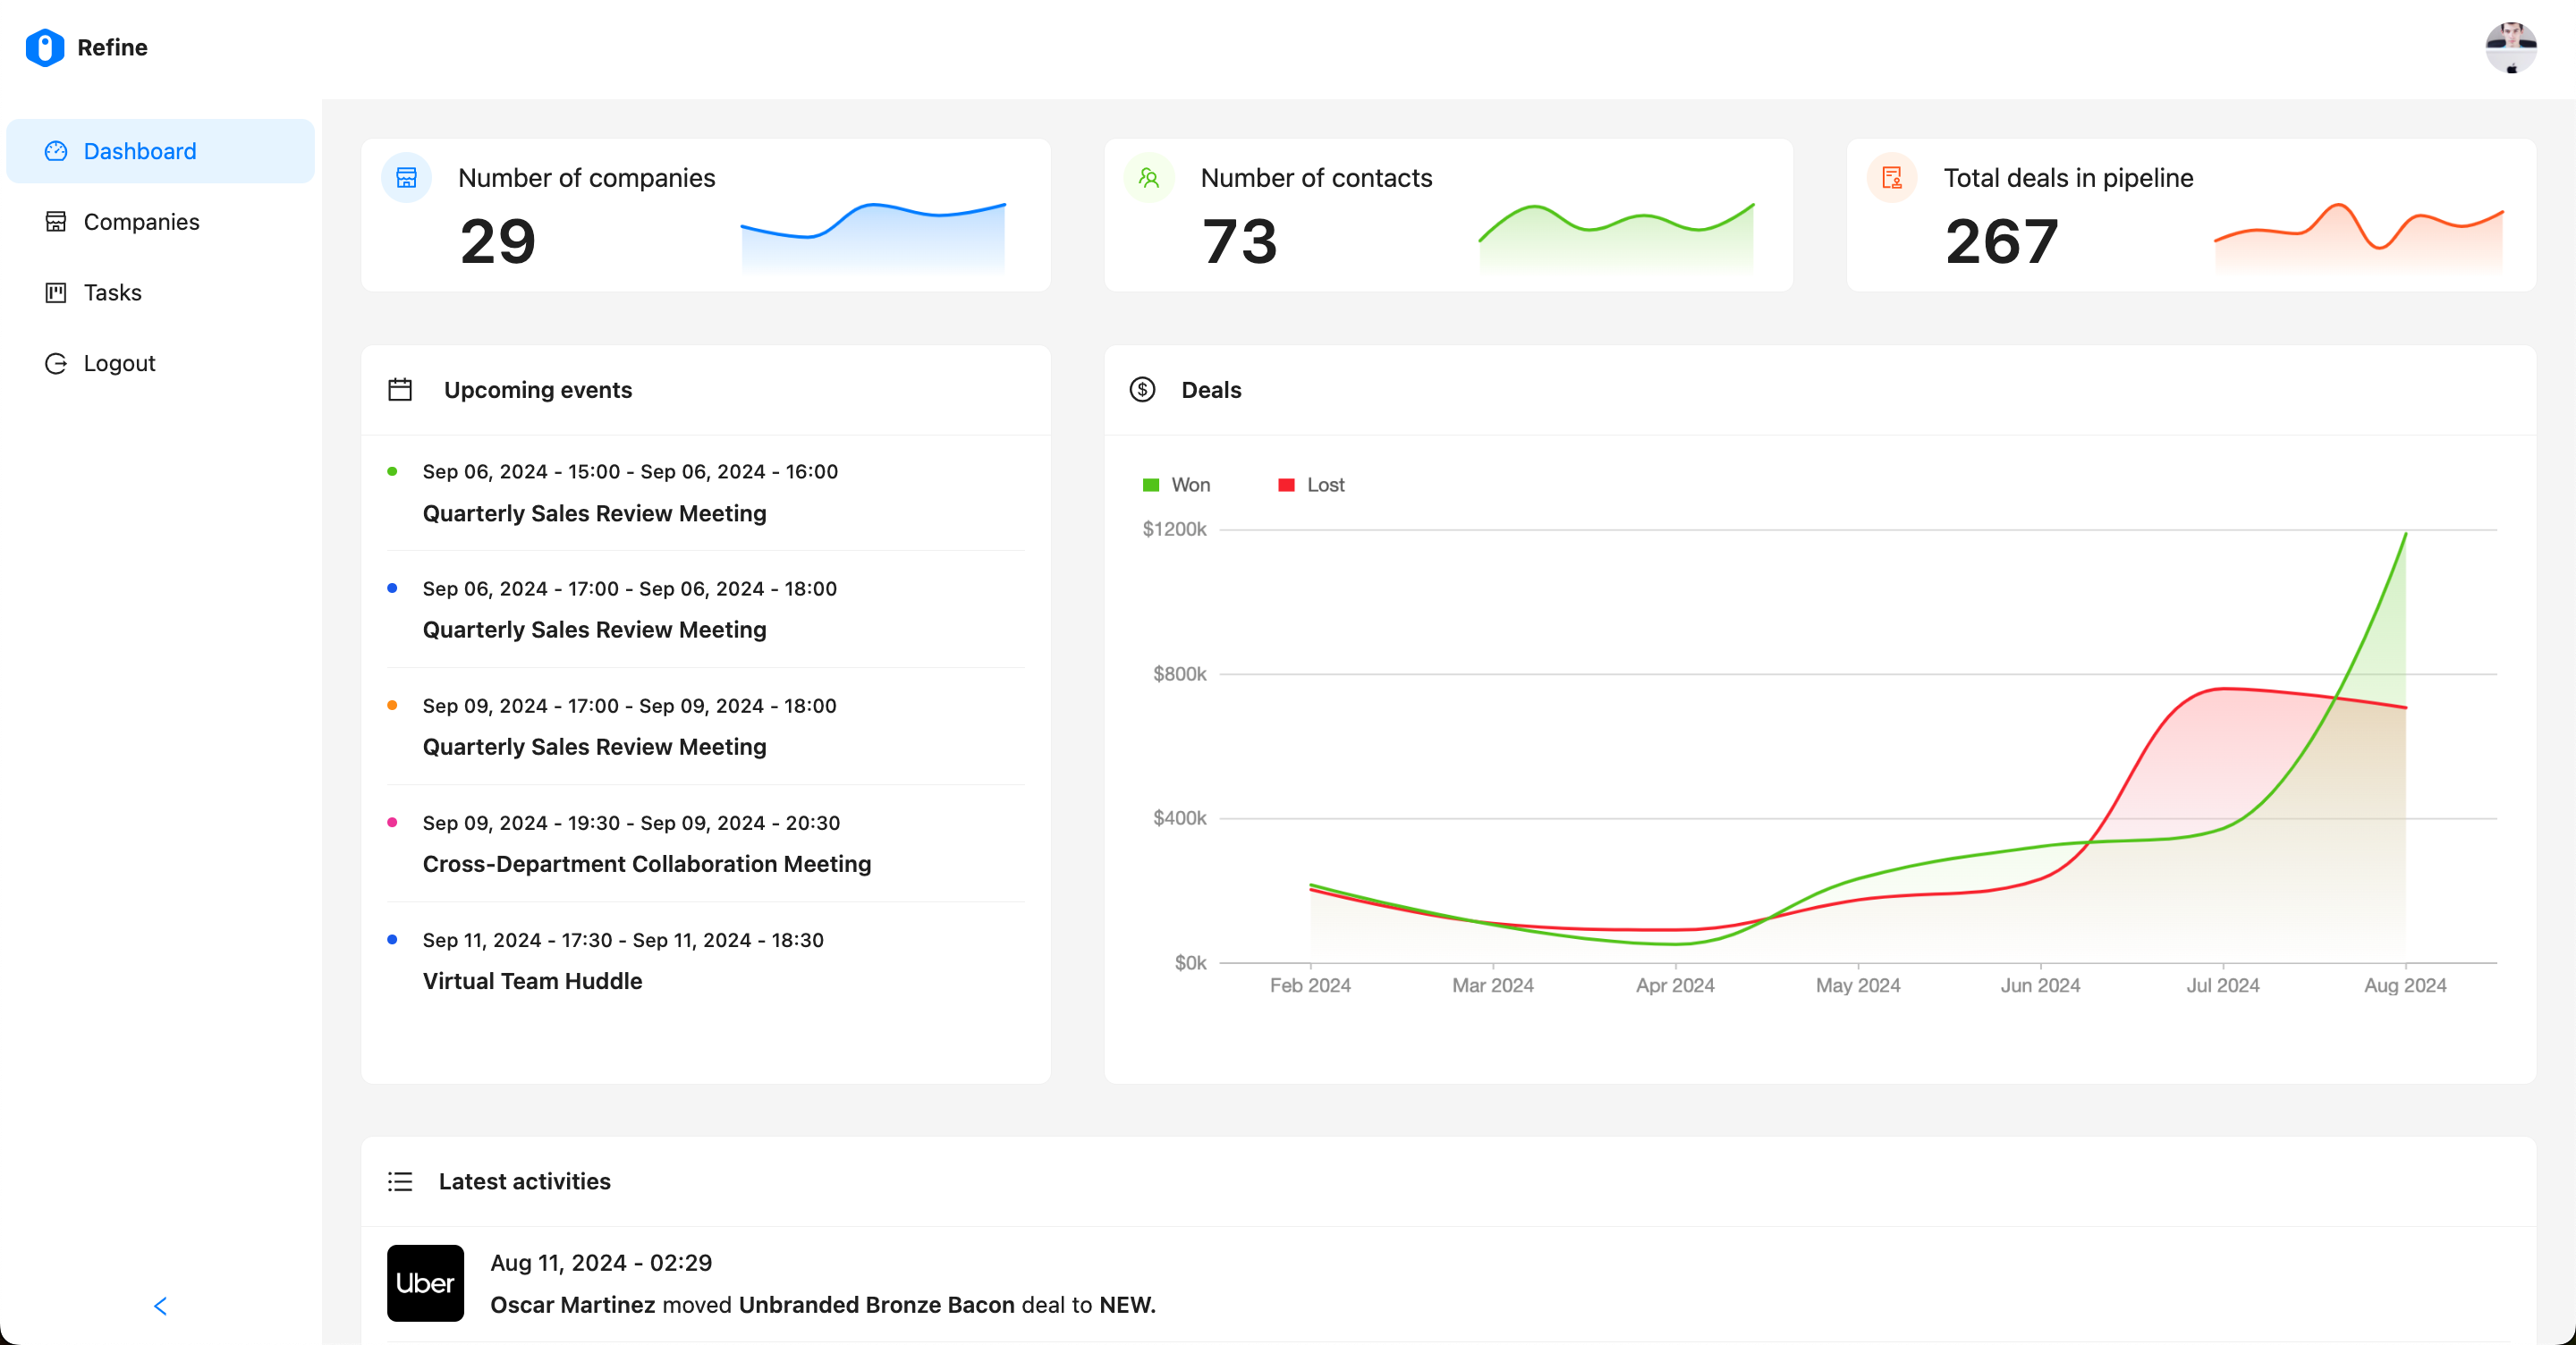 Refine
Dashboard
Companies
Tasks
Logout
Number of companies
29
Number of contacts
73
Total deals in pipeline
267
Upcoming events
Sep 06, 2024 - 15:00 - Sep 06, 2024 - 16:00
Quarterly Sales Review Meeting
Sep 06, 2024 - 17:00 - Sep 06, 2024 - 18:00
Quarterly Sales Review Meeting
Sep 09, 2024 - 17:00 - Sep 09, 2024 - 18:00
Quarterly Sales Review Meeting
Sep 09, 2024 - 19:30 - Sep 09, 2024 - 20:30
Cross-Department Collaboration Meeting
Sep 11, 2024 - 17:30 - Sep 11, 2024 - 18:30
Virtual Team Huddle
Deals
Won Lost
$1200k
$800k
$400k
$0k
Feb 2024 Mar 2024 Apr 2024 May 2024 Jun 2024 Jul 2024 Aug 2024
Latest activities
Uber
Aug 11, 2024 - 02:29
Oscar Martinez moved Unbranded Bronze Bacon deal to NEW.